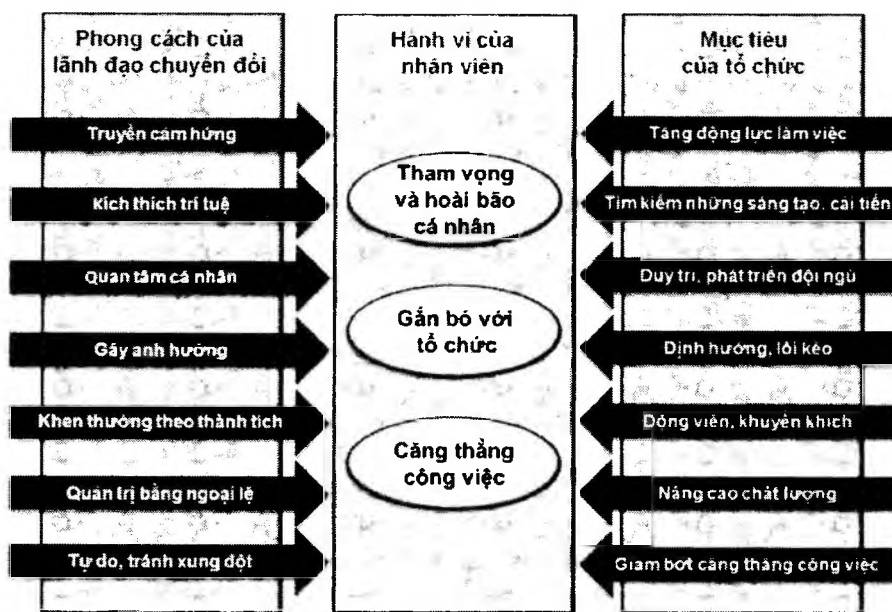 Phong cách của
lãnh đạo chuyển đổi
Truyền cảm hứng
Kích thích trí tuệ
Quan tâm cá nhân
Gây ảnh hưởng
Khen thưởng theo thành tích
Quản trị bằng ngoại lệ
Tự do, tránh xung đột
Hành vi của
nhân viên
Tham vọng
và hoài bão
cá nhân
Gắn bó với
tổ chức
Căng thẳng
công việc
Mục tiêu
của tổ chức
Tăng động lực làm việc
Tìm kiếm những sáng tạo, cải tiến
Duy trì, phát triển đội ngũ
Định hướng, lôi kéo
Động viên, khuyến khích
Nâng cao chất lượng
Giảm bớt căng thẳng công việc